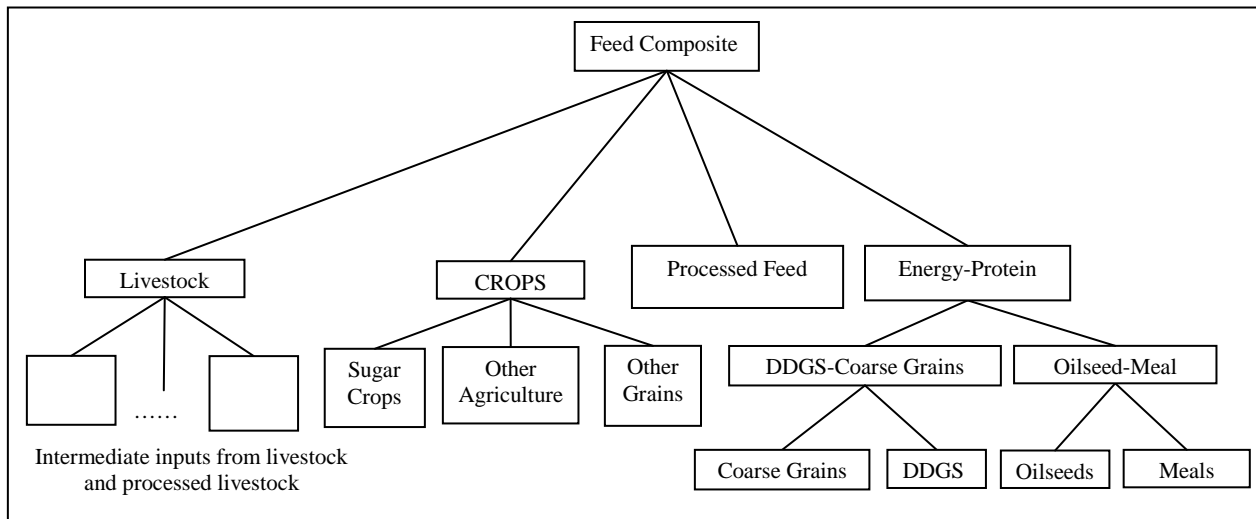 Feed Composite
Livestock
CROPS
Processed Feed
Energy-Protein
Sugar
Crops
Other
Agriculture
Other
Grains
DDGS-Coarse Grains
Oilseed-Meal
……
Intermediate inputs from livestock
and processed livestock
Coarse Grains
DDGS
Oilseeds
Meals